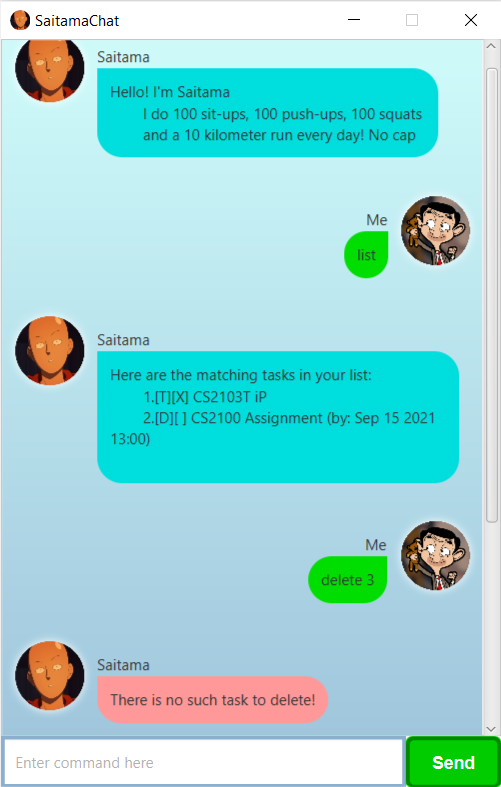 SaitamaChat
Saitama
Hello! I'm Saitama
I do 100 sit-ups, 100 push-ups, 100 squats
and a 10 kilometer run every day! No cap
Me
list
Saitama
Here are the matching tasks in your list:
1.[T][X] CS2103T iP
2.[D][ ] CS2100 Assignment (by: Sep 15 2021
13:00)
Me
delete 3
Saitama
There is no such task to delete!
Enter command here
Send